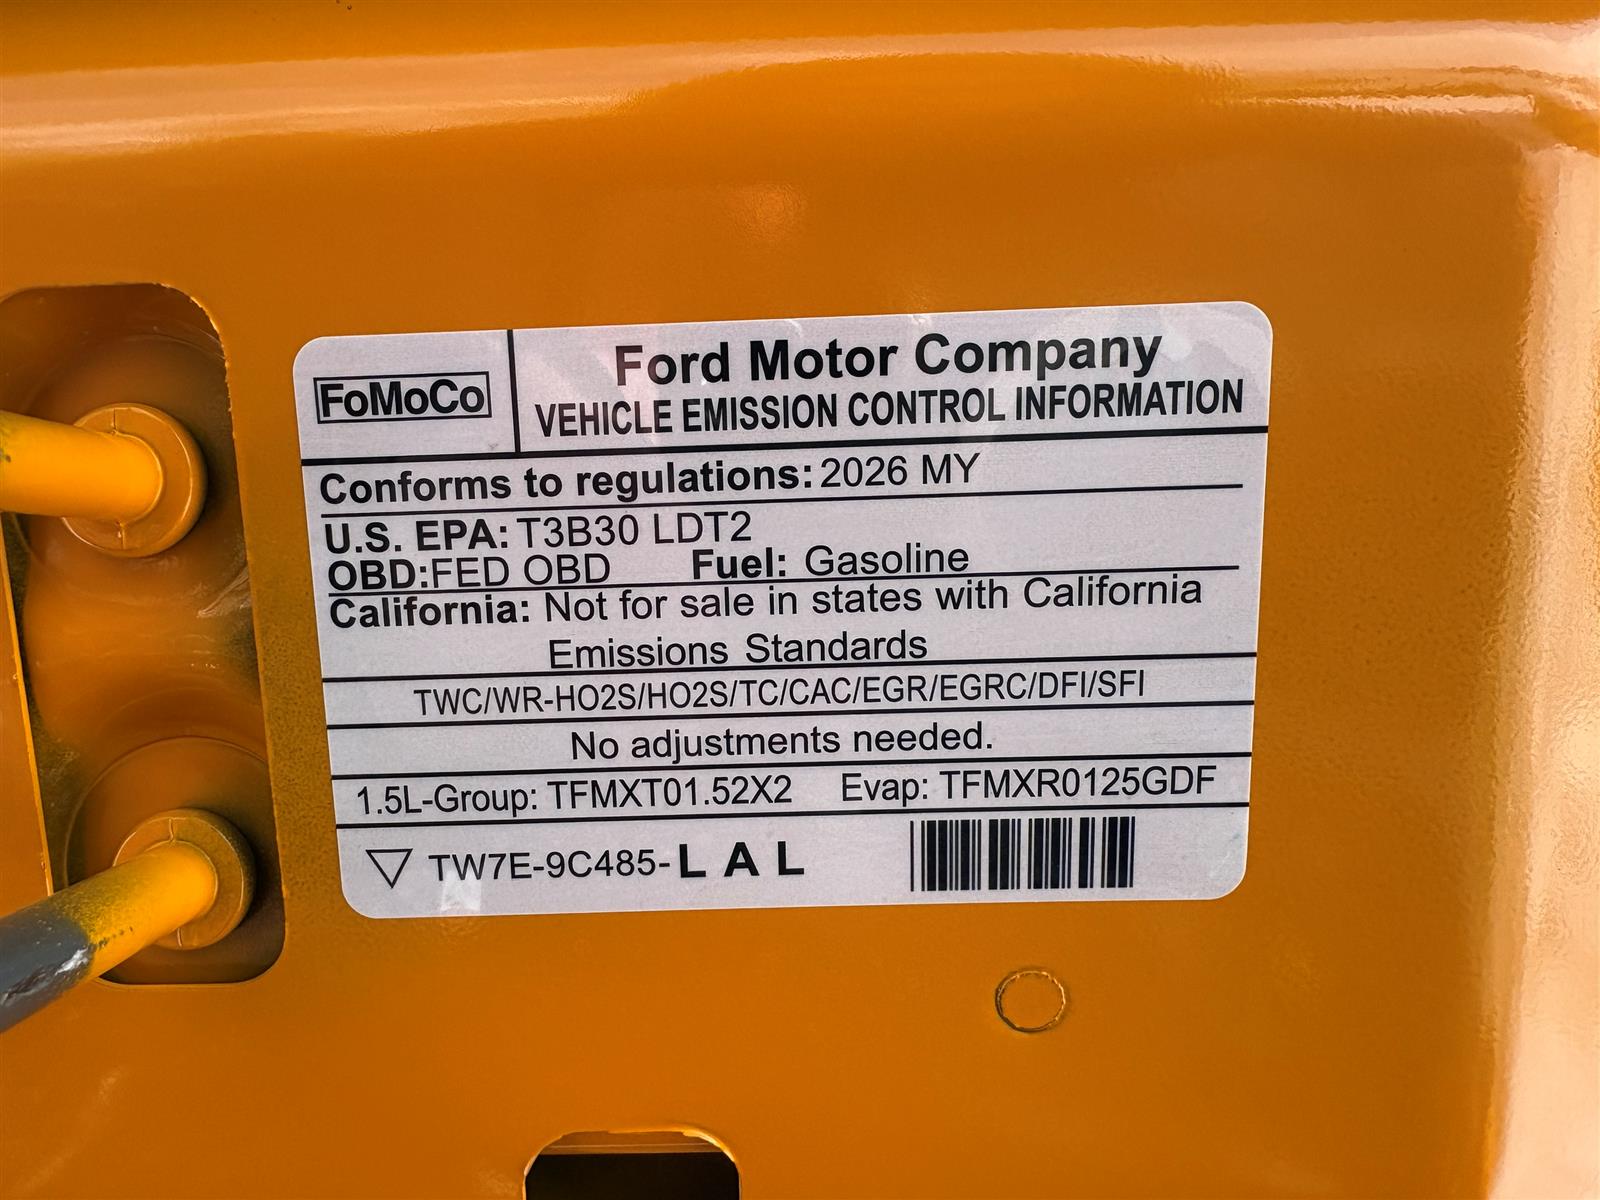 FoMoCo
Ford Motor Company
VEHICLE EMISSION CONTROL INFORMATION
Conforms to regulations: 2026 MY
U.S. EPA: T3B30 LDT2
OBD:FED OBD Fuel: Gasoline
California: Not for sale in states with California
Emissions Standards
TWC/WR-HO2S/HO2S/TC/CAC/EGR/EGRC/DFI/SFI
No adjustments needed.
1.5L-Group: TFMXT01.52X2 Evap: TFMXR0125GDF
TW7E-9C485-L A L